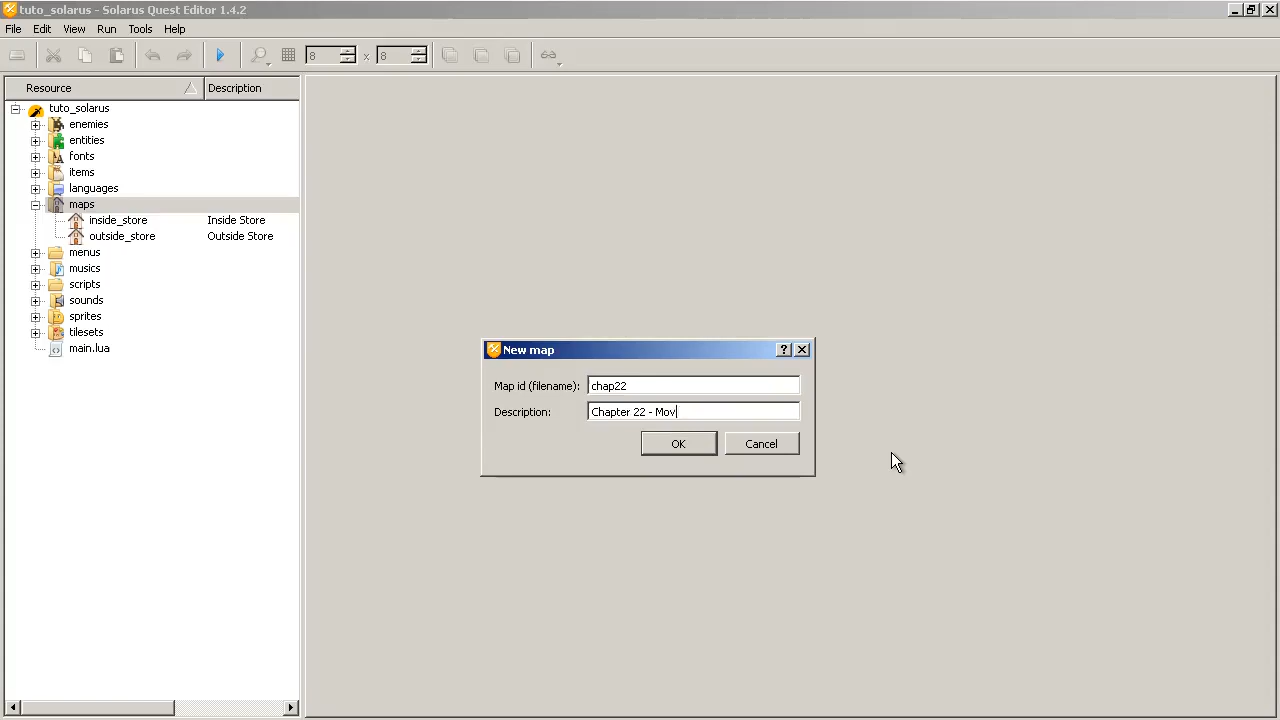 tuto_solarus - Solarus Quest Editor 1.4.2
File Edit View Run Tools Help
8 x 8
Resource Description
tuto_solarus
enemies
entities
fonts
items
languages
maps
inside_store Inside Store
outside_store Outside Store
menus
musics
scripts
sounds
sprites
tilesets
main.lua
New map
Map id (filename): chap22
Description: Chapter 22 - Mov
OK Cancel